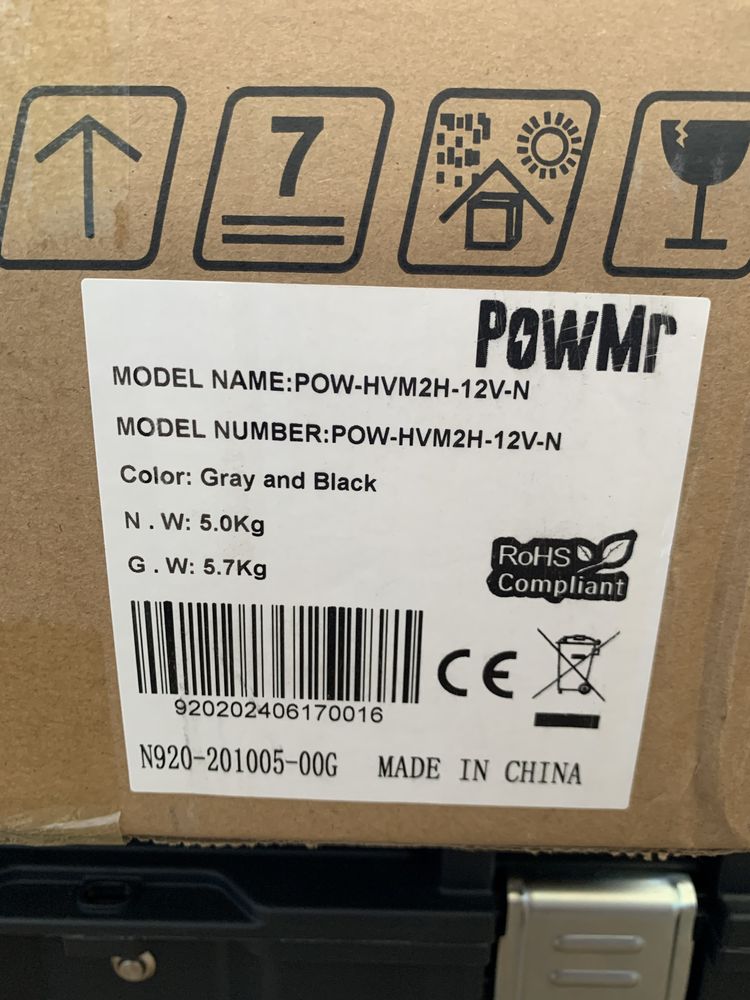 7
PowMr
MODEL NAME:POW-HVM2H-12V-N
MODEL NUMBER:POW-HVM2H-12V-N
Color: Gray and Black
N . W: 5.0Kg
G . W: 5.7Kg
RoHS
Compliant
CE
920202406170016
N920-201005-00G MADE IN CHINA